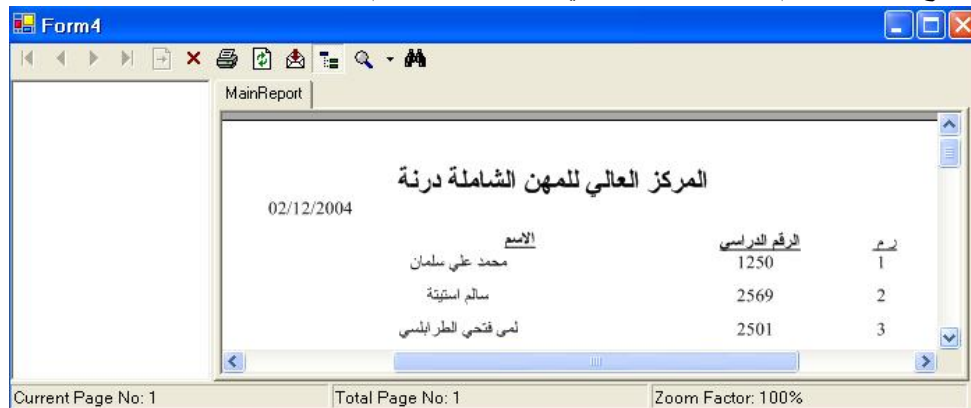 Form4
MainReport
المركز العالي للمهن الشاملة درنة
02/12/2004
ر م الرقم الدراسي الاسم
1 1250 محمد علي سلمان
2 2569 سالم استيتة
3 2501 لمى فتحي الطرابلسي
Current Page No: 1 Total Page No: 1 Zoom Factor: 100%